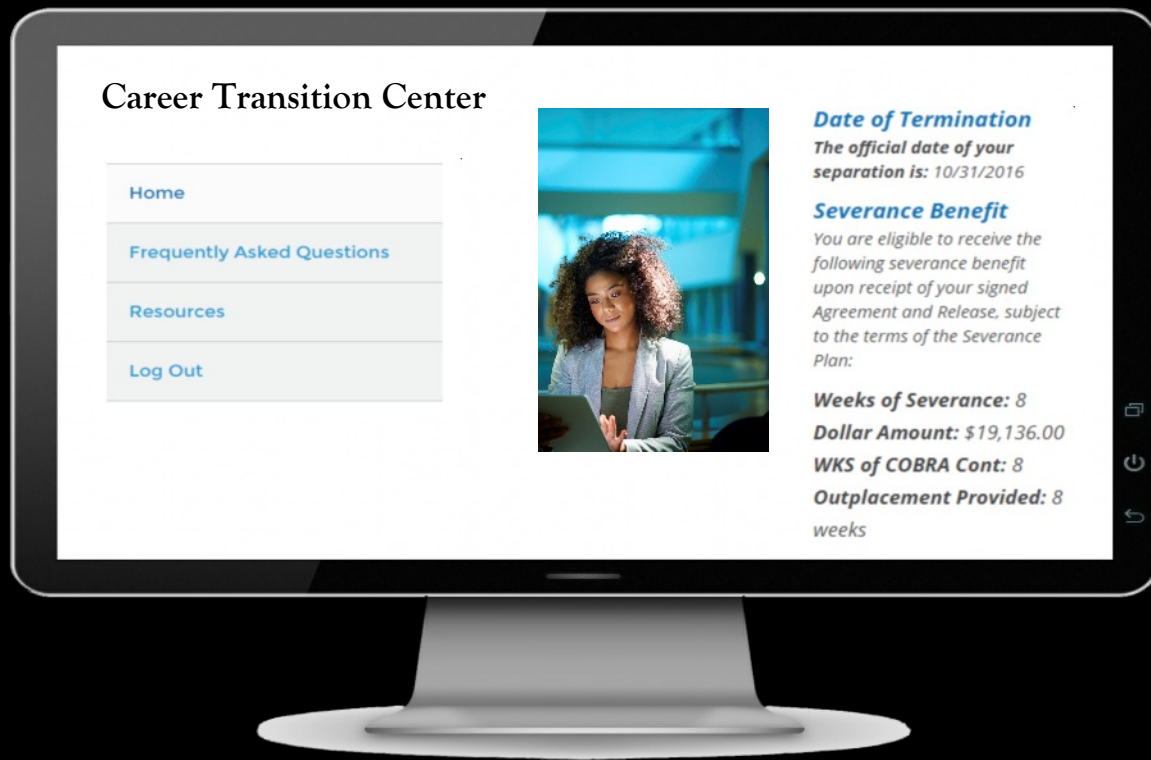 Career Transition Center
Home
Frequently Asked Questions
Resources
Log Out
Date of Termination
The official date of your
separation is: 10/31/2016
Severance Benefit
You are eligible to receive the
following severance benefit
upon receipt of your signed
Agreement and Release, subject
to the terms of the Severance
Plan:
Weeks of Severance: 8
Dollar Amount: $19,136.00
WKS of COBRA Cont: 8
Outplacement Provided: 8
weeks